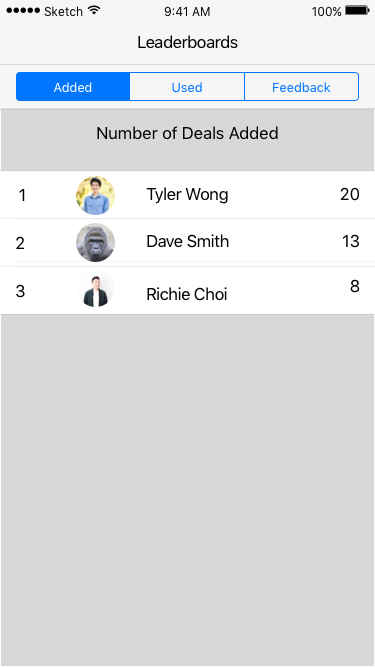 Sketch 9:41 AM 100%
Leaderboards
Added Used Feedback
Number of Deals Added
1 Tyler Wong 20
2 Dave Smith 13
3 Richie Choi 8